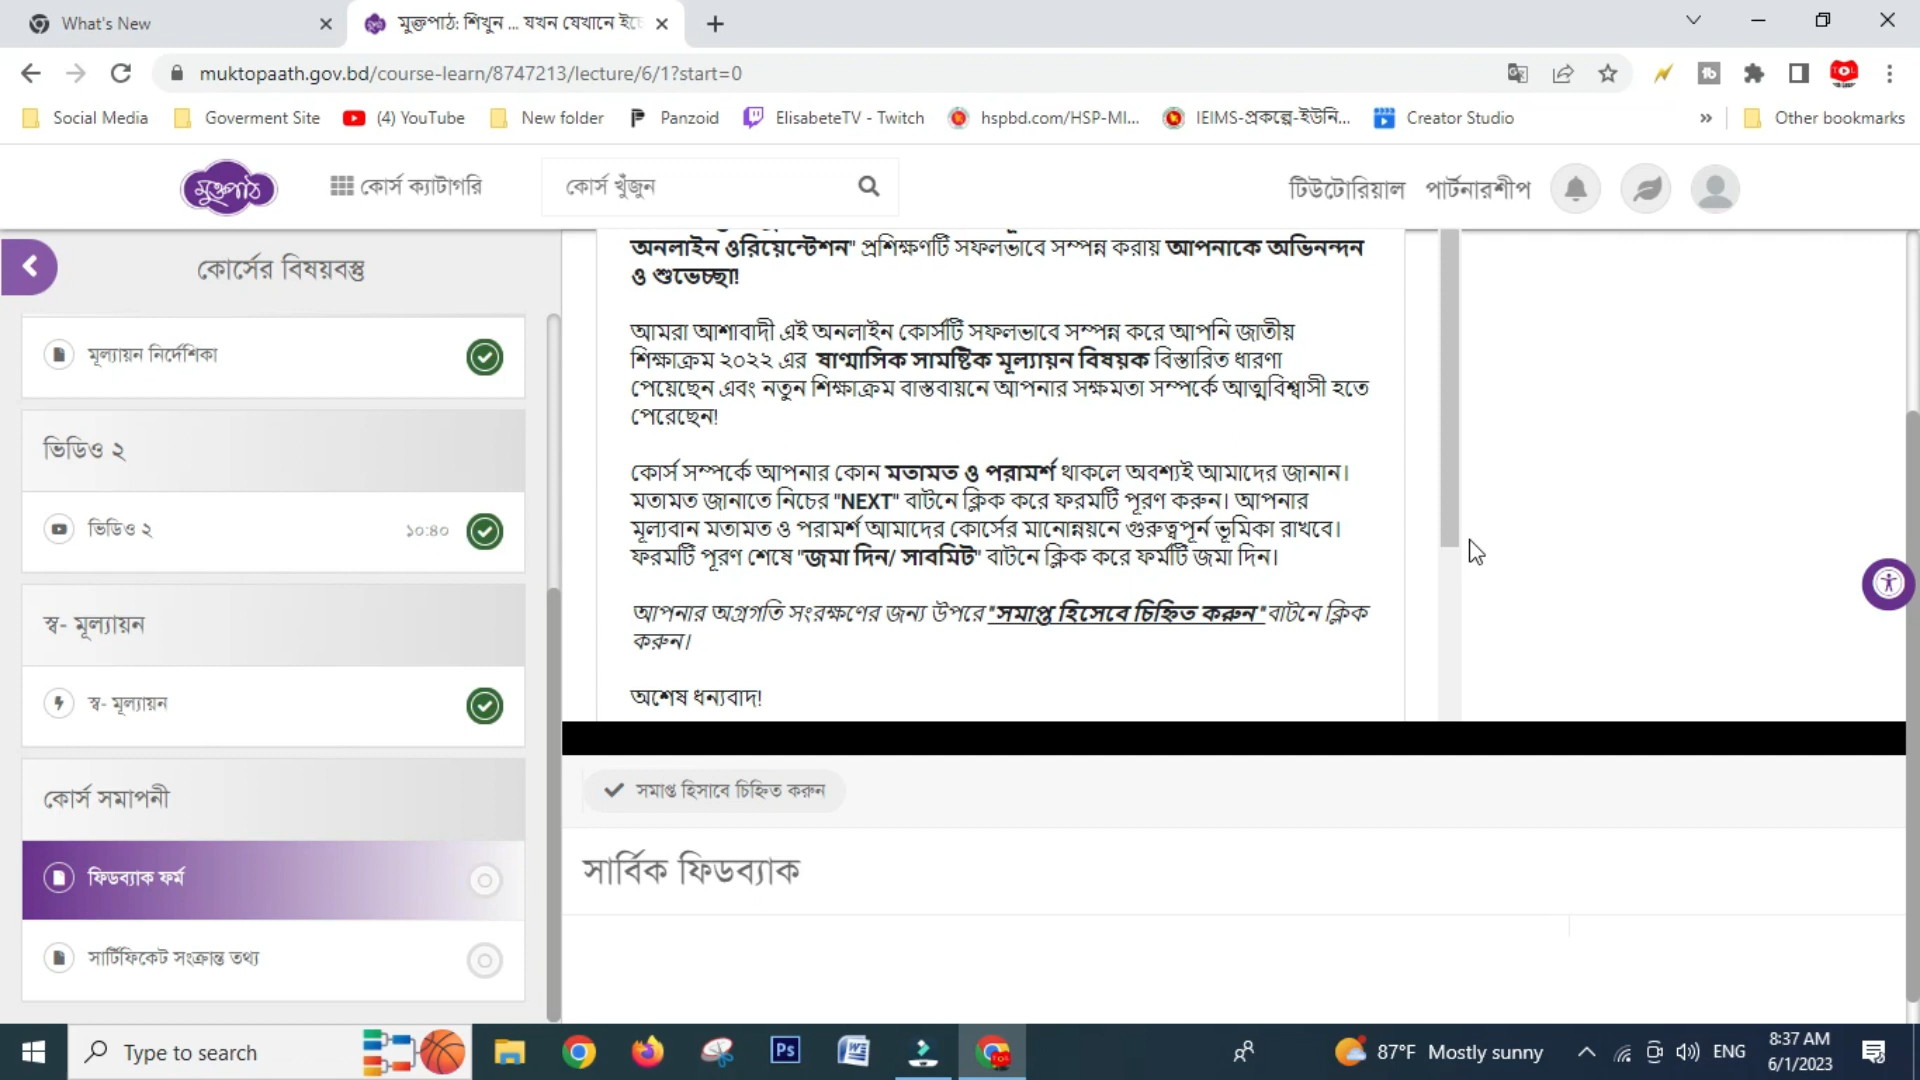 What's New
মুক্তপাঠ: শিখুন ... যখন যেখানে ইচ্ছে
muktopaath.gov.bd/course-learn/8747213/lecture/6/1?start=0
Social Media
Goverment Site
(4) YouTube
New folder
Panzoid
ElisabeteTV - Twitch
hspbd.com/HSP-MI...
IEIMS-প্রকল্পে-ইউনি...
Creator Studio
»
Other bookmarks
মুক্তপাঠ
কোর্স ক্যাটাগরি
কোর্স খুঁজুন
টিউটোরিয়াল
পার্টনারশীপ
কোর্সের বিষয়বস্তু
মূল্যায়ন নির্দেশিকা
ভিডিও ২
ভিডিও ২
১০:৪০
স্ব- মূল্যায়ন
স্ব- মূল্যায়ন
কোর্স সমাপনী
ফিডব্যাক ফর্ম
সার্টিফিকেট সংক্রান্ত তথ্য
অনলাইন ওরিয়েন্টেশন" প্রশিক্ষণটি সফলভাবে সম্পন্ন করায় আপনাকে অভিনন্দন
ও শুভেচ্ছা!
আমরা আশাবাদী এই অনলাইন কোর্সটি সফলভাবে সম্পন্ন করে আপনি জাতীয়
শিক্ষাক্রম ২০২২ এর ষাণ্মাসিক সামষ্টিক মূল্যায়ন বিষয়ক বিস্তারিত ধারণা
পেয়েছেন এবং নতুন শিক্ষাক্রম বাস্তবায়নে আপনার সক্ষমতা সম্পর্কে আত্মবিশ্বাসী হতে
পেরেছেন!
কোর্স সম্পর্কে আপনার কোন মতামত ও পরামর্শ থাকলে অবশ্যই আমাদের জানান।
মতামত জানাতে নিচের "NEXT" বাটনে ক্লিক করে ফরমটি পূরণ করুন। আপনার
মূল্যবান মতামত ও পরামর্শ আমাদের কোর্সের মানোন্নয়নে গুরুত্বপূর্ন ভূমিকা রাখবে।
ফরমটি পূরণ শেষে "জমা দিন/ সাবমিট" বাটনে ক্লিক করে ফর্মটি জমা দিন।
আপনার অগ্রগতি সংরক্ষণের জন্য উপরে "সমাপ্ত হিসেবে চিহ্নিত করুন" বাটনে ক্লিক
করুন।
অশেষ ধন্যবাদ!
সমাপ্ত হিসাবে চিহ্নিত করুন
সার্বিক ফিডব্যাক
Type to search
87°F Mostly sunny
ENG
8:37 AM
6/1/2023